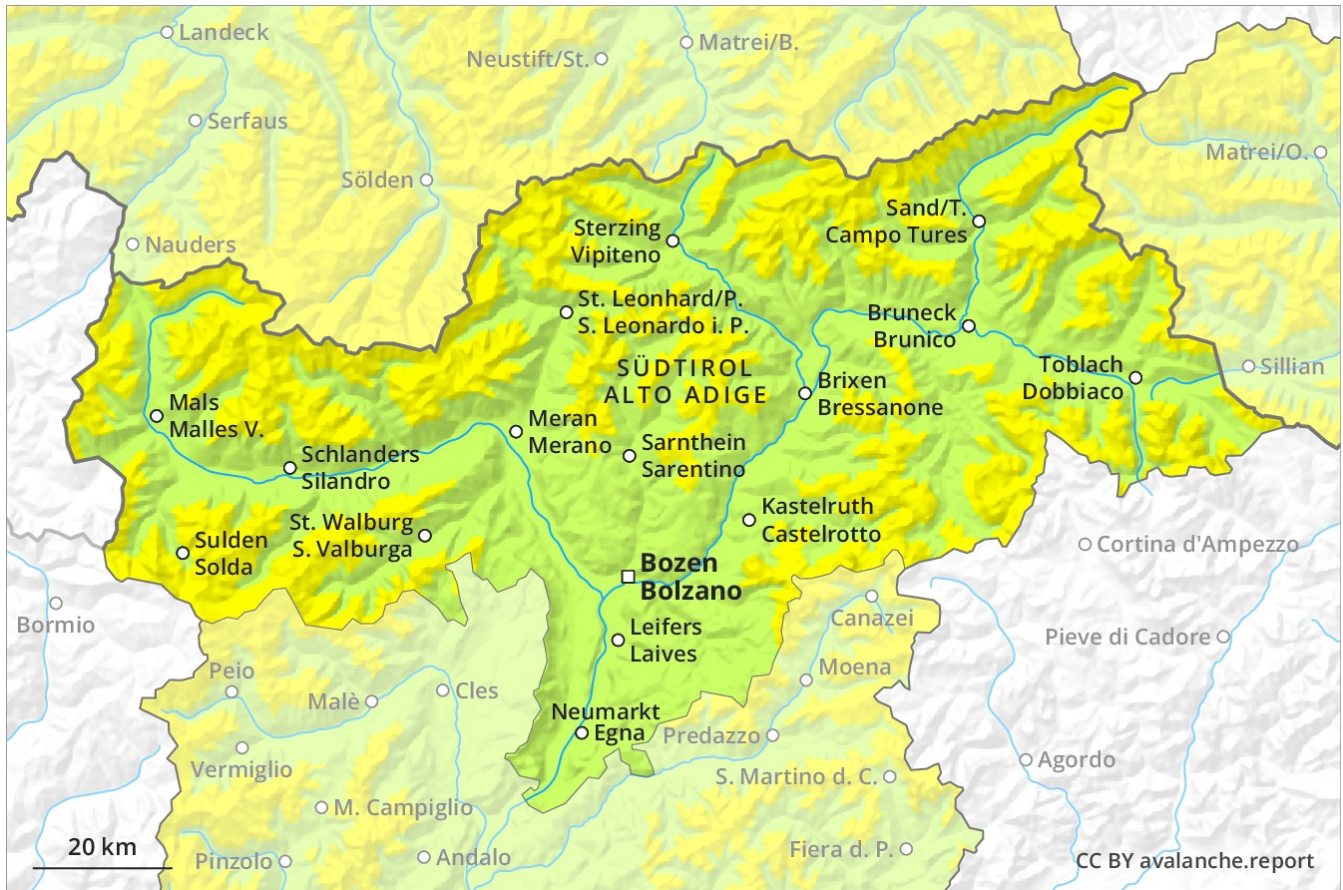 Landeck
Matrei/B.
Neustift/St.
Serfaus
Matrei/O.
Sölden
Sand/T.
Campo Tures
Sterzing
Vipiteno
Nauders
St. Leonhard/P.
S. Leonardo i. P.
Bruneck
Brunico
SÜDTIROL
ALTO ADIGE
Toblach
Dobbiaco
Sillian
Brixen
Bressanone
Mals
Malles V.
Meran
Merano
Sarnthein
Sarentino
Schlanders
Silandro
Kastelruth
Castelrotto
St. Walburg
S. Valburga
Sulden
Solda
Cortina d'Ampezzo
Bozen
Bolzano
Bormio
Canazei
Leifers
Laives
Pieve di Cadore
Peio
Moena
Malè
Cles
Neumarkt
Egna
Predazzo
Vermiglio
Agordo
S. Martino d. C.
M. Campiglio
20 km
Pinzolo
Andalo
Fiera d. P.
CC BY avalanche.report